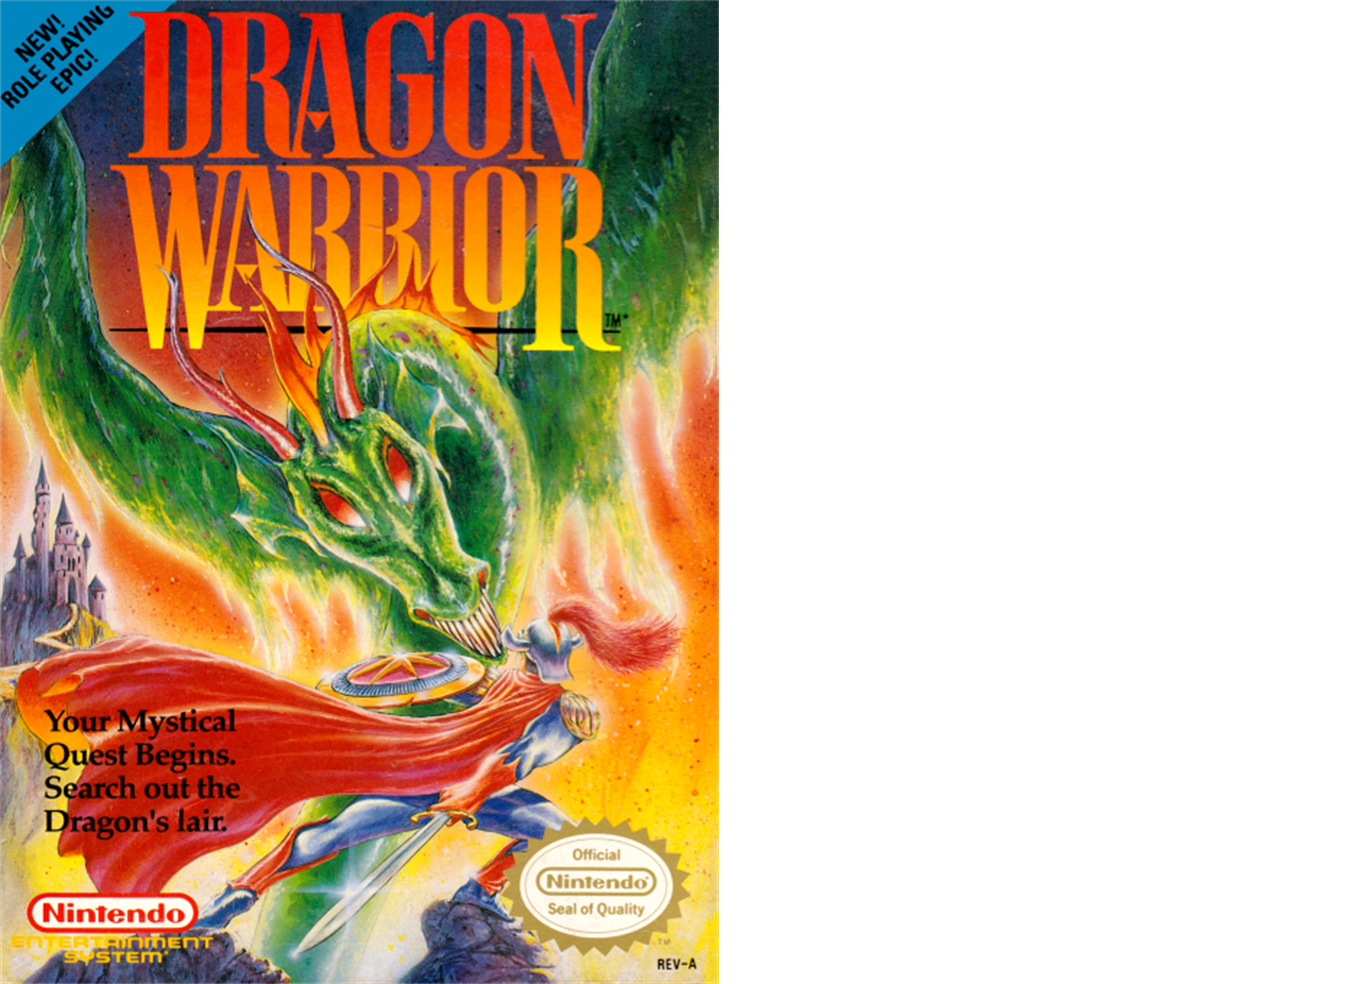 NEW!
ROLE PLAYING
EPIC!
DRAGON
WARRIOR
TM*
Your Mystical
Quest Begins.
Search out the
Dragon's lair.
Nintendo
ENTERTAINMENT
SYSTEM®
Official
Nintendo®
Seal of Quality
TM
REV-A